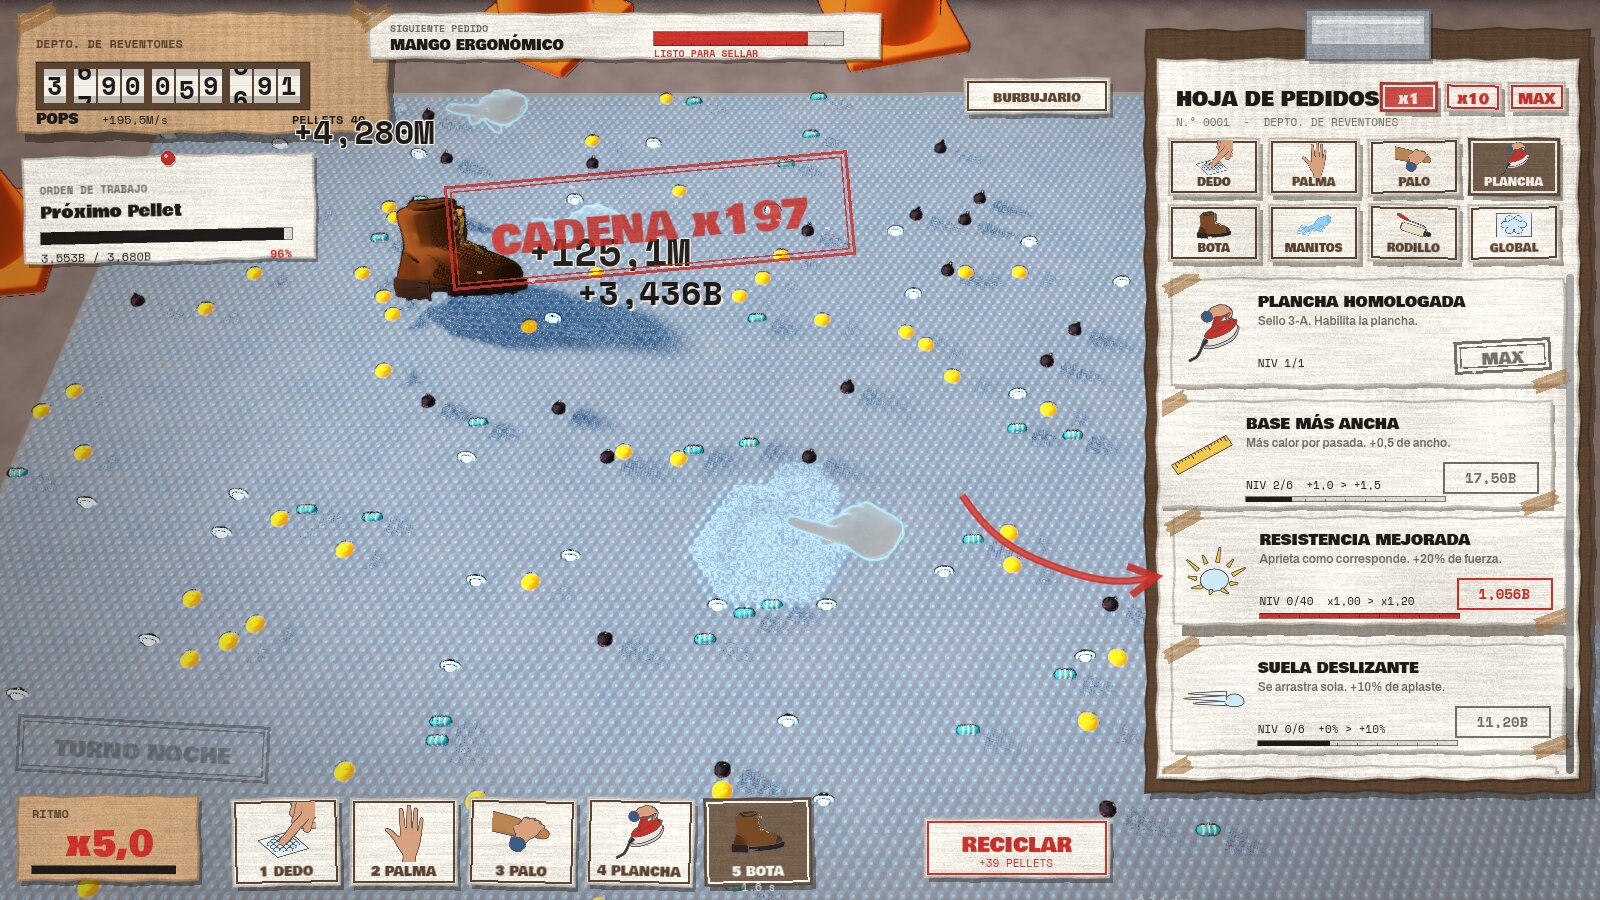 DEPTO. DE REVENTONES
POPS +195.5M/s PELLETS 40
+4,280M
SIGUIENTE PEDIDO
MANGO ERGONÓMICO
LISTO PARA SELLAR
BURBUJARIO
ORDEN DE TRABAJO
Próximo Pellet
3,553B / 3,680B 96%
CADENA x197
+125,1M
+3,436B
HOJA DE PEDIDOS x1 x10 MAX
N.° 0001 - DEPTO. DE REVENTONES
DEDO PALMA PALO PLANCHA
BOTA MANITOS RODILLO GLOBAL
PLANCHA HOMOLOGADA
Sello 3-A. Habilita la plancha.
NIV 1/1 MAX
BASE MÁS ANCHA
Más calor por pasada. +0,5 de ancho.
NIV 2/6 +1,0 > +1,5 17,50B
RESISTENCIA MEJORADA
Aprieta como corresponde. +20% de fuerza.
NIV 0/40 x1,00 > x1,20 1,056B
SUELA DESLIZANTE
Se arrastra sola. +10% de aplaste.
NIV 0/6 +0% > +10% 11,20B
TURNO NOCHE
RITMO
x5,0
1 DEDO 2 PALMA 3 PALO 4 PLANCHA 5 BOTA
RECICLAR
+39 PELLETS